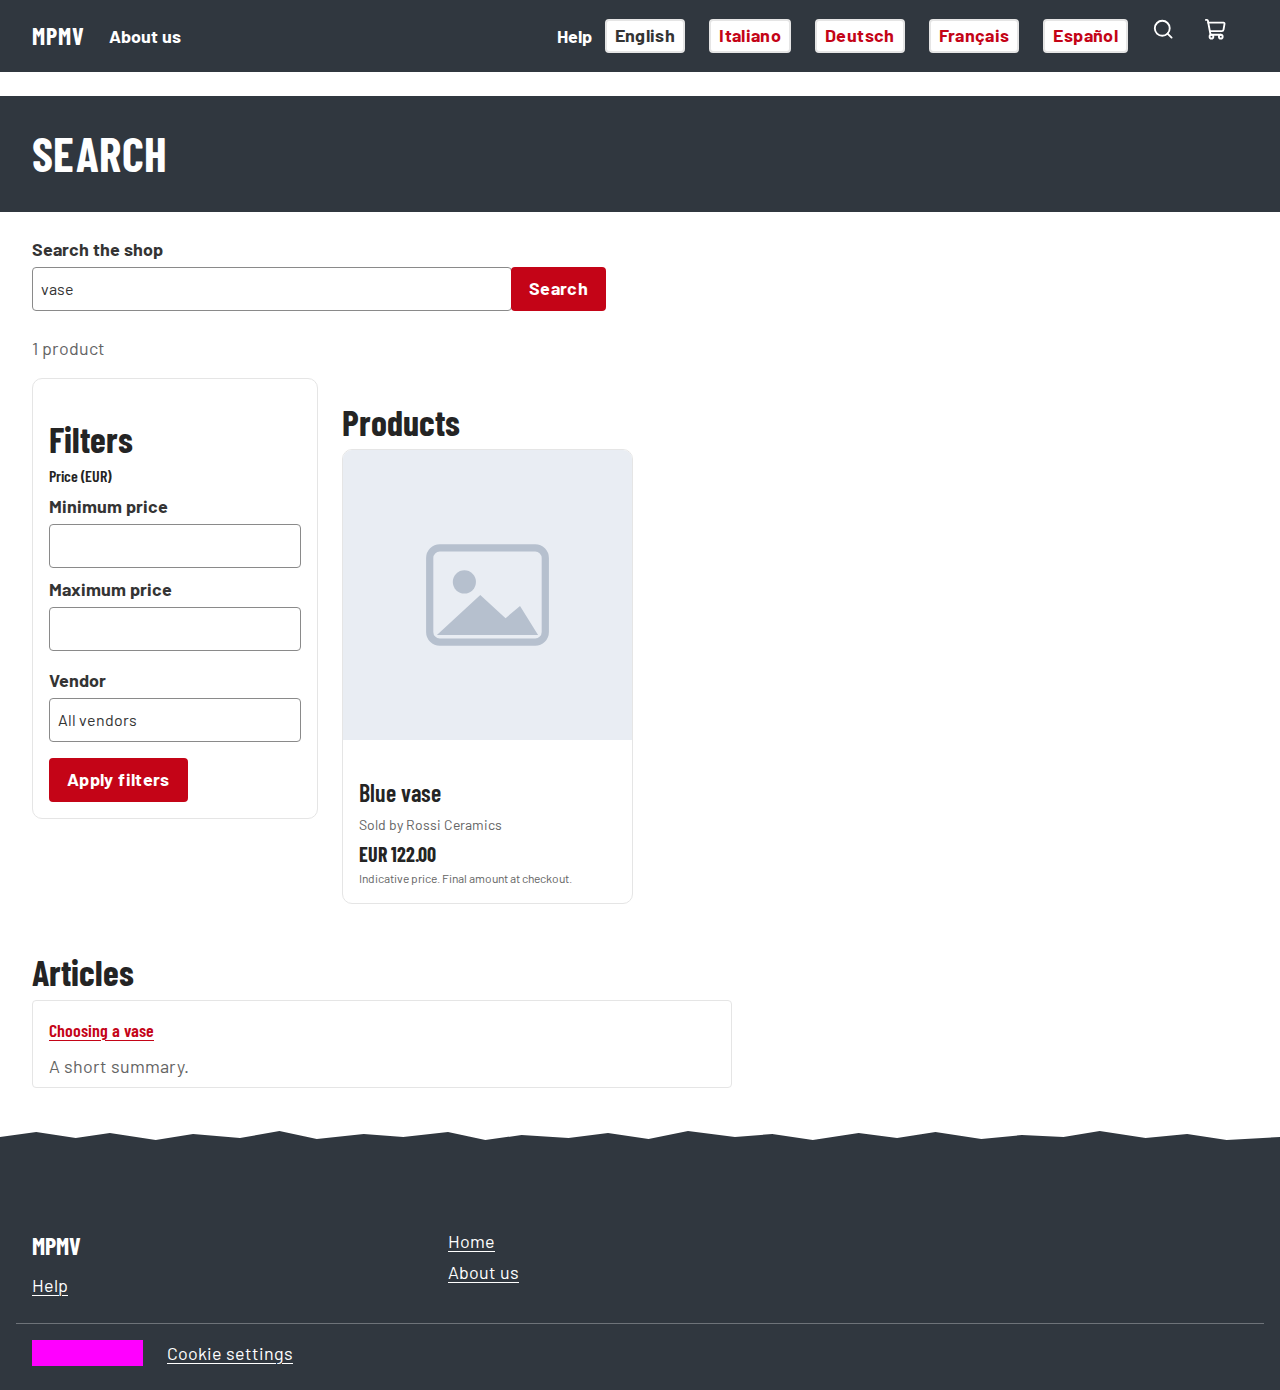 MPMV About us Help English Italiano Deutsch Français Español
SEARCH
Search the shop
vase Search
1 product
Filters
Price (EUR)
Minimum price
Maximum price
Vendor
All vendors
Apply filters
Products
Blue vase
Sold by Rossi Ceramics
EUR 122.00
Indicative price. Final amount at checkout.
Articles
Choosing a vase
A short summary.
MPMV
Help
Home
About us
Cookie settings